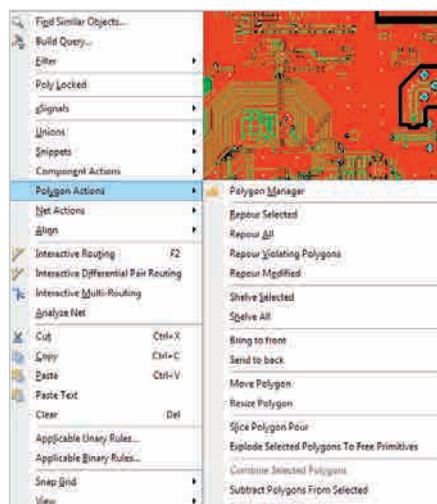 Find Similar Objects...
Build Query...
Filter
Poly Locked
xSignals
Unions
Snippets
Component Actions
Polygon Actions
Net Actions
Align
Interactive Routing F2
Interactive Differential Pair Routing
Interactive Multi-Routing
Analyze Net
Cut Ctrl+X
Copy Ctrl+C
Paste Ctrl+V
Paste Text
Clear Del
Applicable Unary Rules...
Applicable Binary Rules...
Snap Grid
View
Polygon Manager
Repour Selected
Repour All
Repour Violating Polygons
Repour Modified
Shelve Selected
Shelve All
Bring to front
Send to back
Move Polygon
Resize Polygon
Slice Polygon Pour
Explode Selected Polygons To Free Primitives
Combine Selected Polygons
Subtract Polygons From Selected